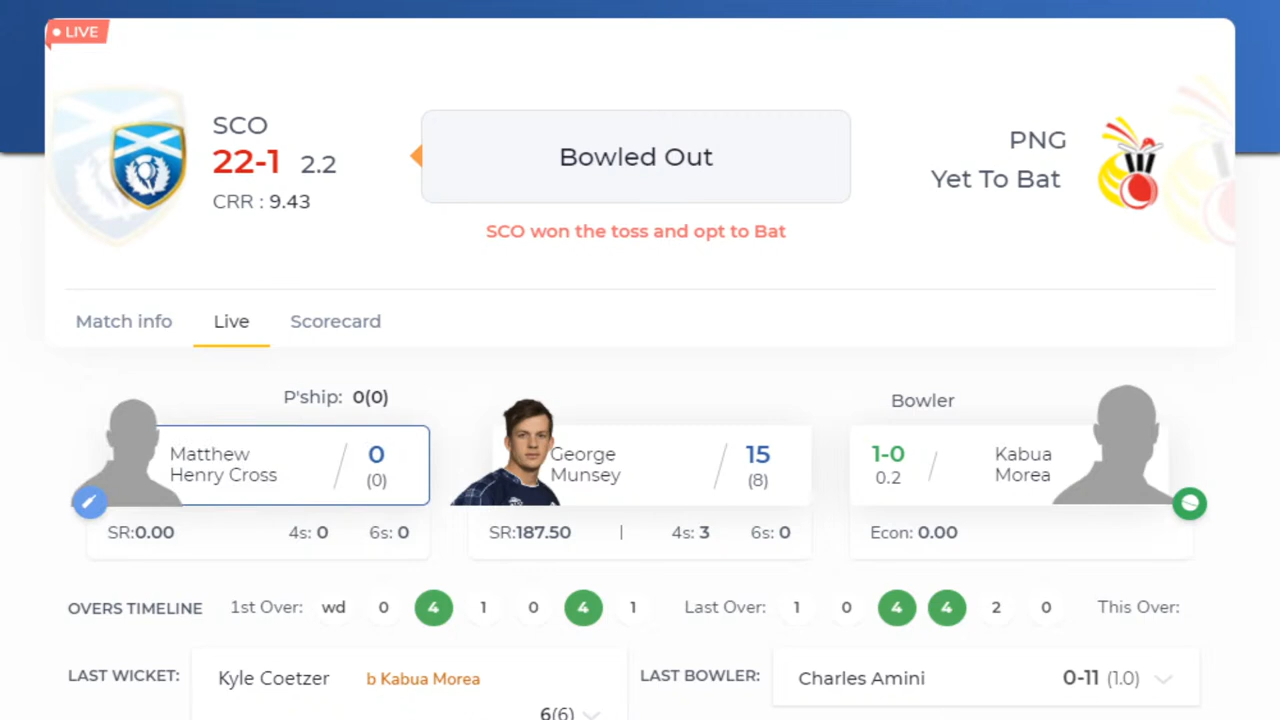 LIVE
SCO
22-1 2.2
CRR : 9.43
Bowled Out
SCO won the toss and opt to Bat
PNG
Yet To Bat
Match info Live Scorecard
P'ship: 0(0)
Matthew
Henry Cross
0
(0)
SR:0.00 4s: 0 6s: 0
George
Munsey
15
(8)
SR:187.50 | 4s: 3 6s: 0
Bowler
1-0
0.2
Kabua
Morea
Econ: 0.00
OVERS TIMELINE 1st Over: wd 0 4 1 0 4 1 Last Over: 1 0 4 4 2 0 This Over:
LAST WICKET: Kyle Coetzer b Kabua Morea
6(6)
LAST BOWLER: Charles Amini 0-11 (1.0)